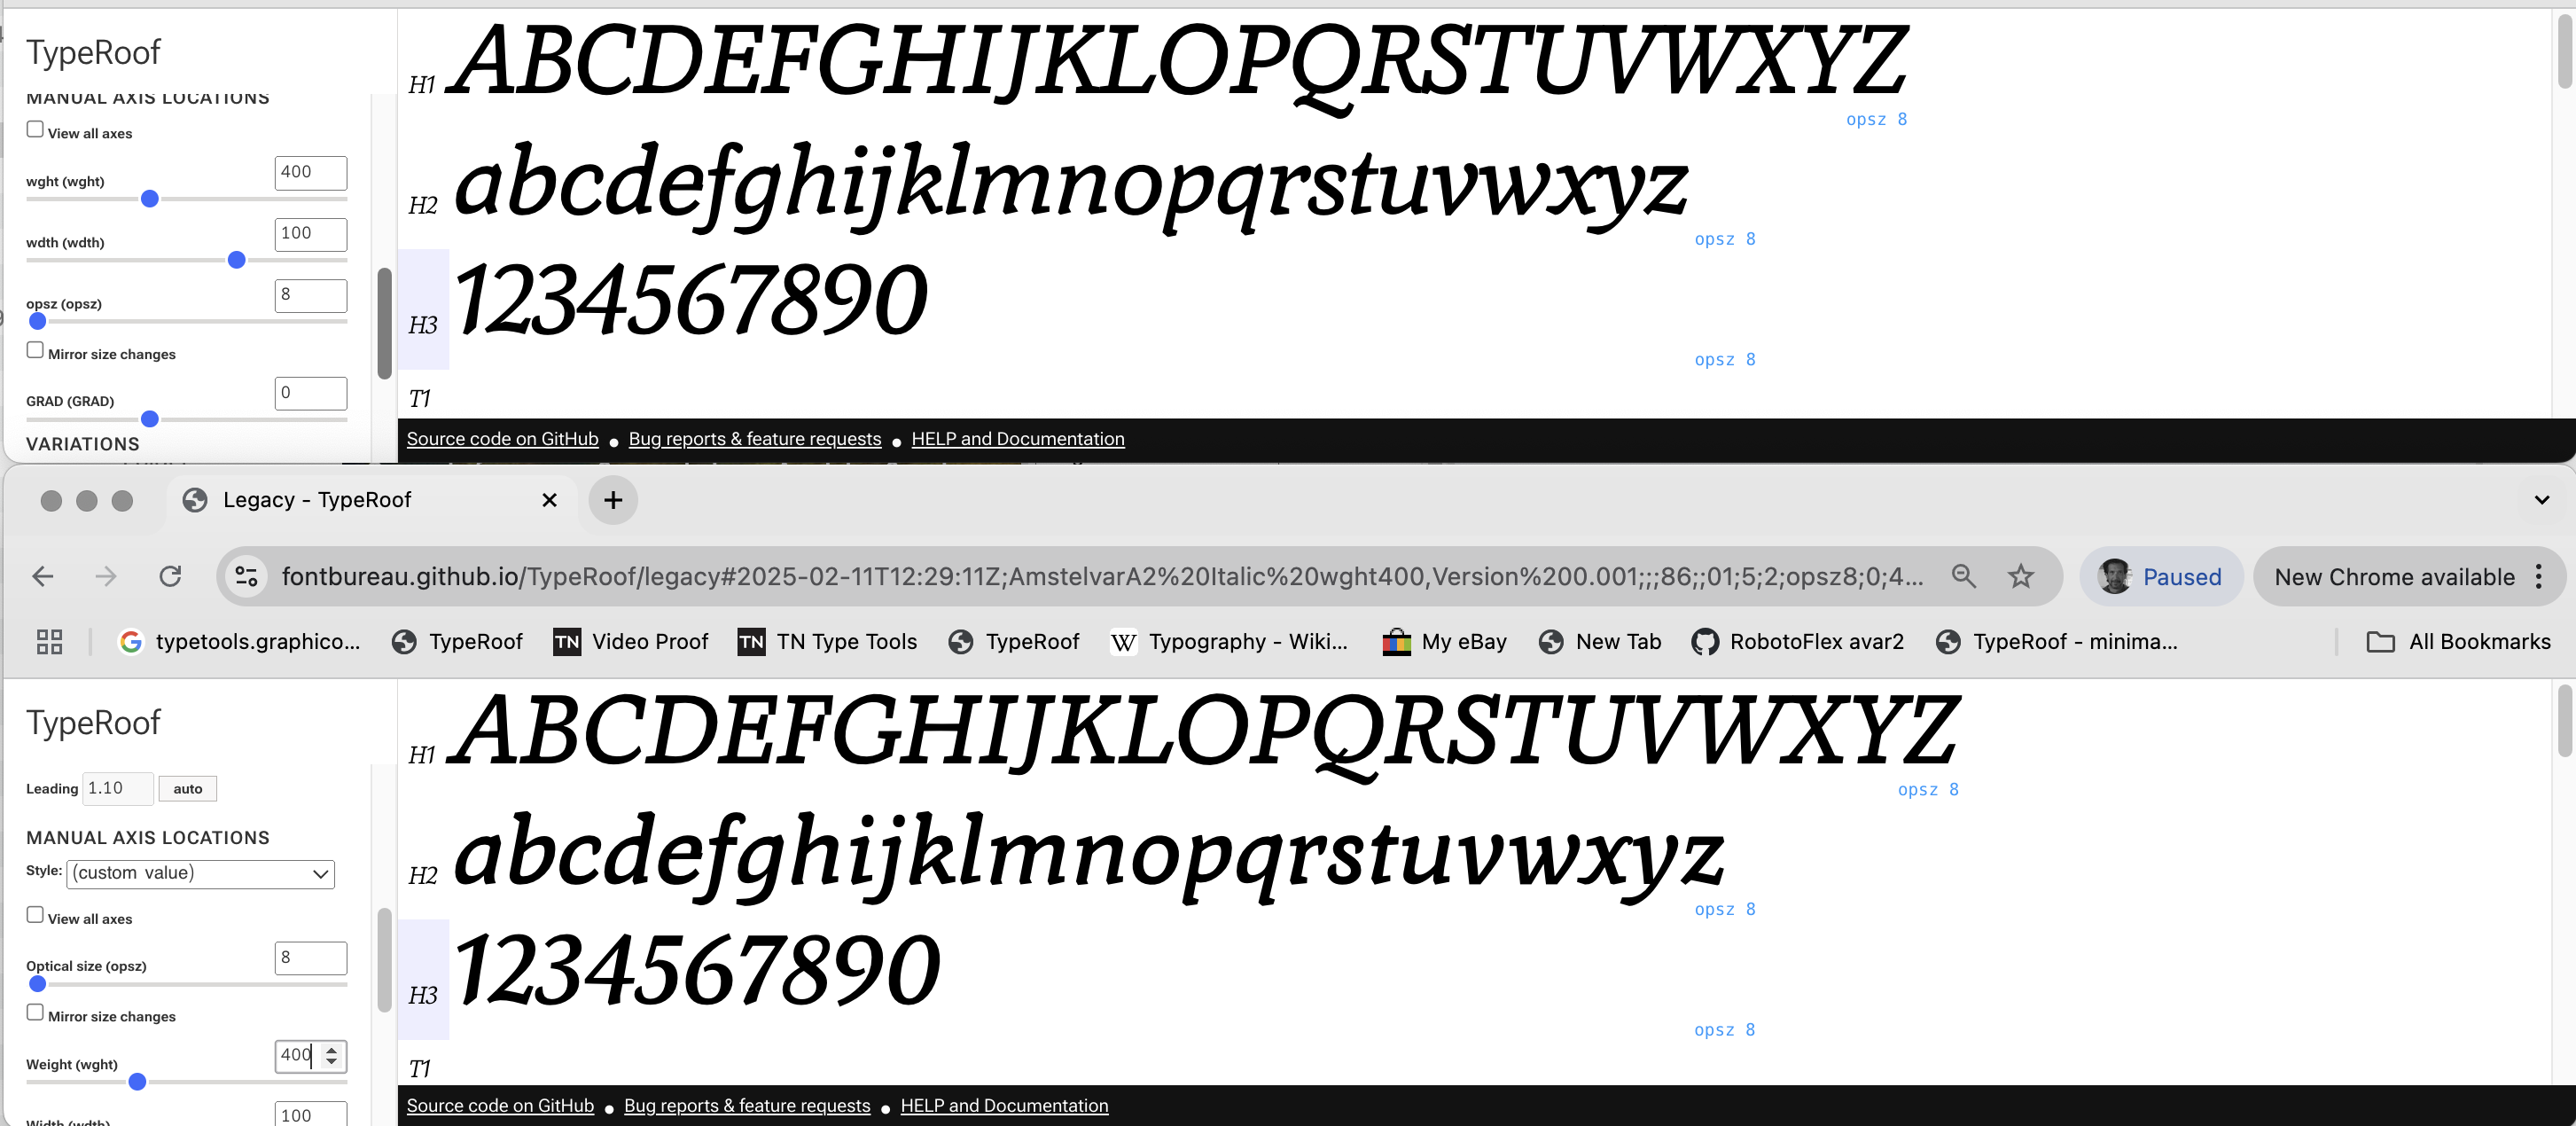 TypeRoof
MANUAL AXIS LOCATIONS
View all axes
wght (wght) 400
wdth (wdth) 100
opsz (opsz) 8
Mirror size changes
GRAD (GRAD) 0
VARIATIONS
H1 ABCDEFGHIJKLOPQRSTUVWXYZ
opsz 8
H2 abcdefghijklmnopqrstuvwxyz
opsz 8
H3 1234567890
opsz 8
T1
Source code on GitHub ● Bug reports & feature requests ● HELP and Documentation
Legacy - TypeRoof
fontbureau.github.io/TypeRoof/legacy#2025-02-11T12:29:11Z;AmstelvarA2%20Italic%20wght400,Version%200.001;;;86;;01;5;2;opsz8;0;4...
Paused
New Chrome available
typetools.graphico... TypeRoof TN Video Proof TN TN Type Tools TypeRoof W Typography - Wiki... My eBay New Tab RobotoFlex avar2 TypeRoof - minima... All Bookmarks
TypeRoof
Leading 1.10 auto
MANUAL AXIS LOCATIONS
Style: (custom value)
View all axes
Optical size (opsz) 8
Mirror size changes
Weight (wght) 400
Width (wdth) 100
H1 ABCDEFGHIJKLOPQRSTUVWXYZ
opsz 8
H2 abcdefghijklmnopqrstuvwxyz
opsz 8
H3 1234567890
opsz 8
T1
Source code on GitHub ● Bug reports & feature requests ● HELP and Documentation